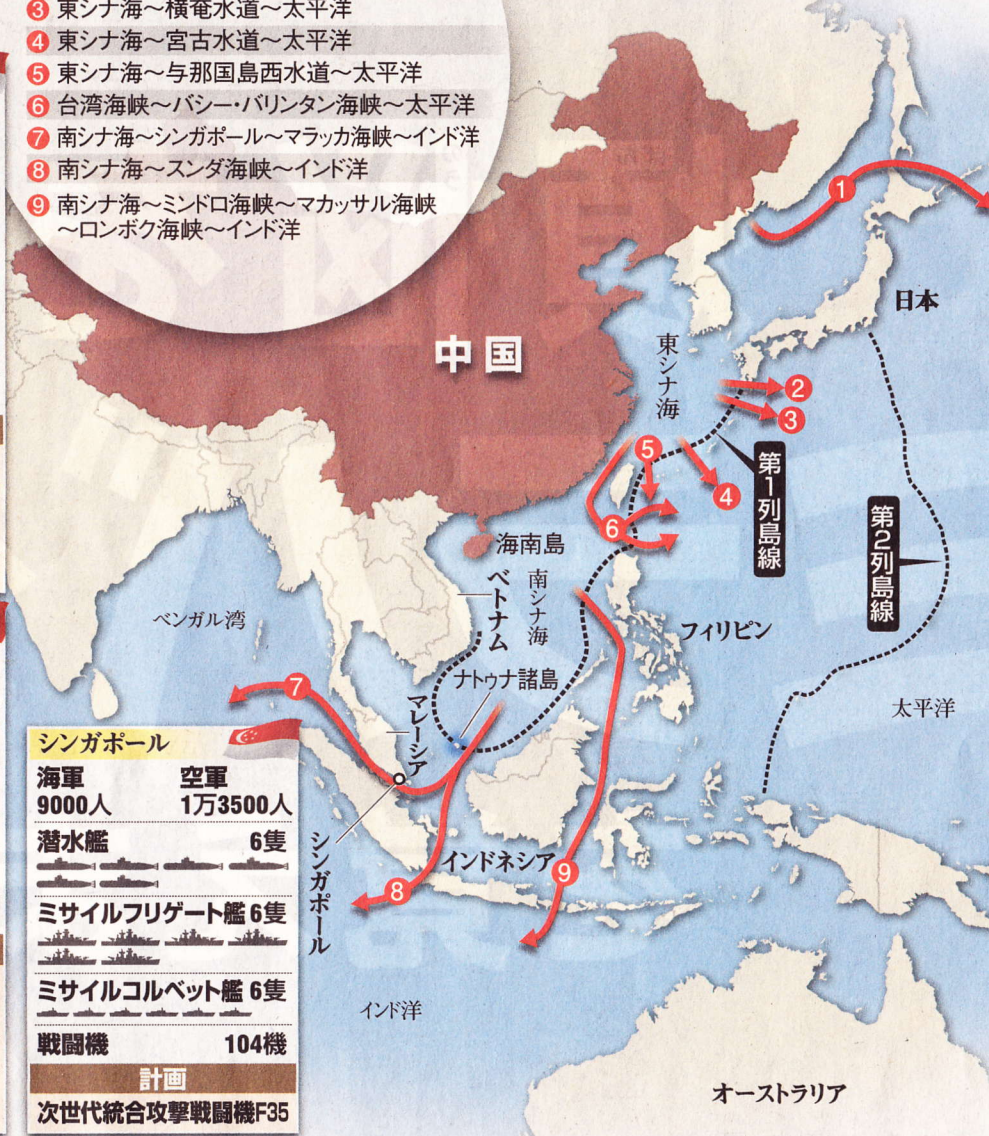 ③ 東シナ海～横奄水道～太平洋
④ 東シナ海～宮古水道～太平洋
⑤ 東シナ海～与那国島西水道～太平洋
⑥ 台湾海峡～バシー・バリンタン海峡～太平洋
⑦ 南シナ海～シンガポール～マラッカ海峡～インド洋
⑧ 南シナ海～スンダ海峡～インド洋
⑨ 南シナ海～ミンドロ海峡～マカッサル海峡
～ロンボク海峡～インド洋
①
日本
中国
東シナ海
②
③
⑤
④
第1列島線
⑥
第2列島線
海南島
ベトナム
南シナ海
ベンガル湾
フィリピン
ナトゥナ諸島
⑦
マレーシア
太平洋
シンガポール
インドネシア
⑧
⑨
インド洋
オーストラリア
シンガポール
海軍 空軍
9000人 1万3500人
潜水艦 6隻
ミサイルフリゲート艦 6隻
ミサイルコルベット艦 6隻
戦闘機 104機
計画
次世代統合攻撃戦闘機F35